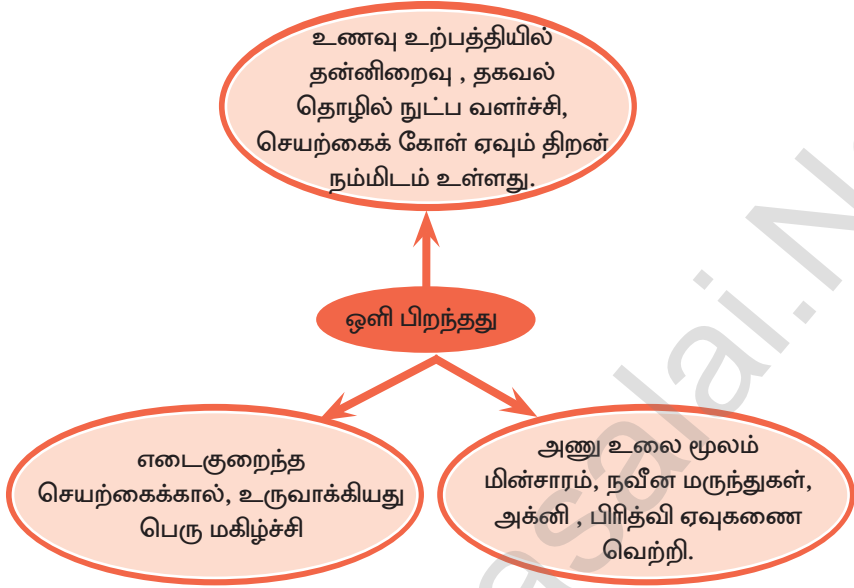 உணவு உற்பத்தியில்
தன்னிறைவு , தகவல்
தொழில் நுட்ப வளர்ச்சி,
செயற்கைக் கோள் ஏவும் திறன்
நம்மிடம் உள்ளது.
ஒளி பிறந்தது
எடைகுறைந்த
செயற்கைக்கால், உருவாக்கியது
பெரு மகிழ்ச்சி
அணு உலை மூலம்
மின்சாரம், நவீன மருந்துகள்,
அக்னி , பிரித்வி ஏவுகணை
வெற்றி.